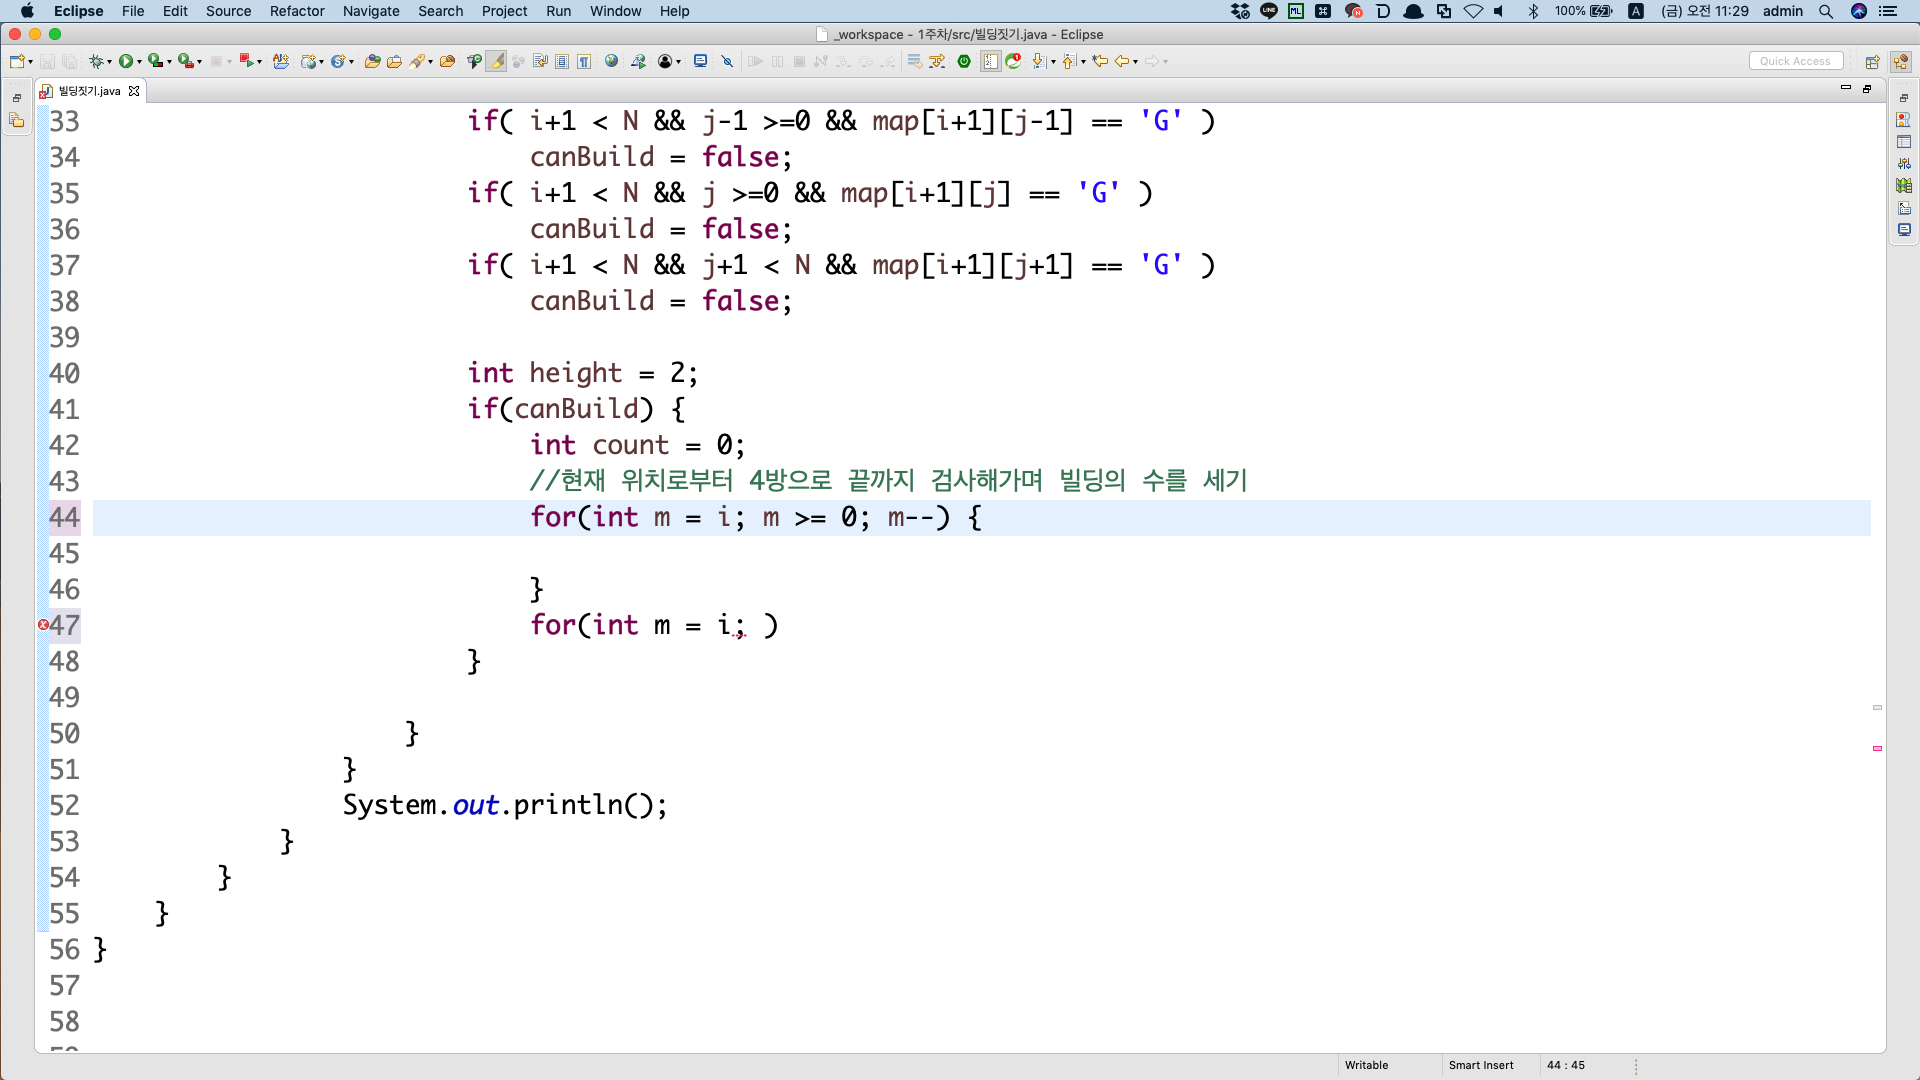 Eclipse File Edit Source Refactor Navigate Search Project Run Window Help 100% A (금) 오전 11:29 admin
_workspace - 1주차/src/빌딩짓기.java - Eclipse
Quick Access
빌딩짓기.java
33 if( i+1 < N && j-1 >=0 && map[i+1][j-1] == 'G' )
34 canBuild = false;
35 if( i+1 < N && j >=0 && map[i+1][j] == 'G' )
36 canBuild = false;
37 if( i+1 < N && j+1 < N && map[i+1][j+1] == 'G' )
38 canBuild = false;
39
40 int height = 2;
41 if(canBuild) {
42 int count = 0;
43 //현재 위치로부터 4방으로 끝까지 검사해가며 빌딩의 수를 세기
44 for(int m = i; m >= 0; m--) {
45
46 }
47 for(int m = i; )
48 }
49
50 }
51 }
52 System.out.println();
53 }
54 }
55 }
56 }
57
58
Writable Smart Insert 44 : 45